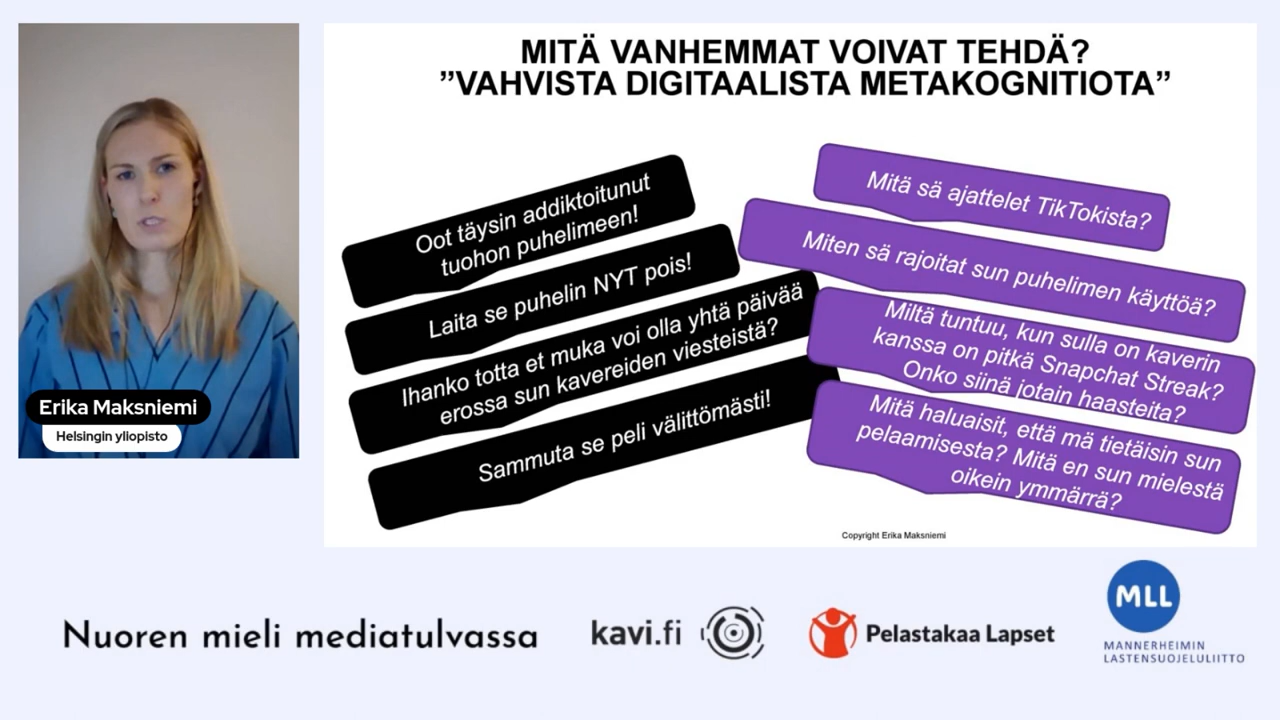 MITÄ VANHEMMAT VOIVAT TEHDÄ?
”VAHVISTA DIGITAALISTA METAKOGNITIOTA”
Oot täysin addiktoitunut
tuohon puhelimeen!
Laita se puhelin NYT pois!
Ihanko totta et muka voi olla yhtä päivää
erossa sun kavereiden viesteistä?
Sammuta se peli välittömästi!
Mitä sä ajattelet TikTokista?
Miten sä rajoitat sun puhelimen käyttöä?
Miltä tuntuu, kun sulla on kaverin
kanssa on pitkä Snapchat Streak?
Onko siinä jotain haasteita?
Mitä haluaisit, että mä tietäisin sun
pelaamisesta? Mitä en sun mielestä
oikein ymmärrä?
Copyright Erika Maksniemi
Erika Maksniemi
Helsingin yliopisto
Nuoren mieli mediatulvassa
kavi.fi
Pelastakaa Lapset
MLL
MANNERHEIMIN
LASTENSUOJELULIITTO